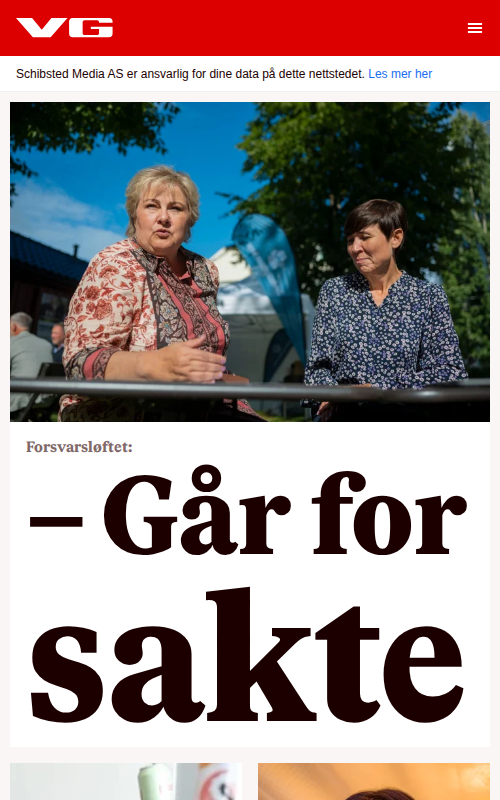 VG
Schibsted Media AS er ansvarlig for dine data på dette nettstedet. Les mer her
Forsvarsløftet:
– Går for
sakte